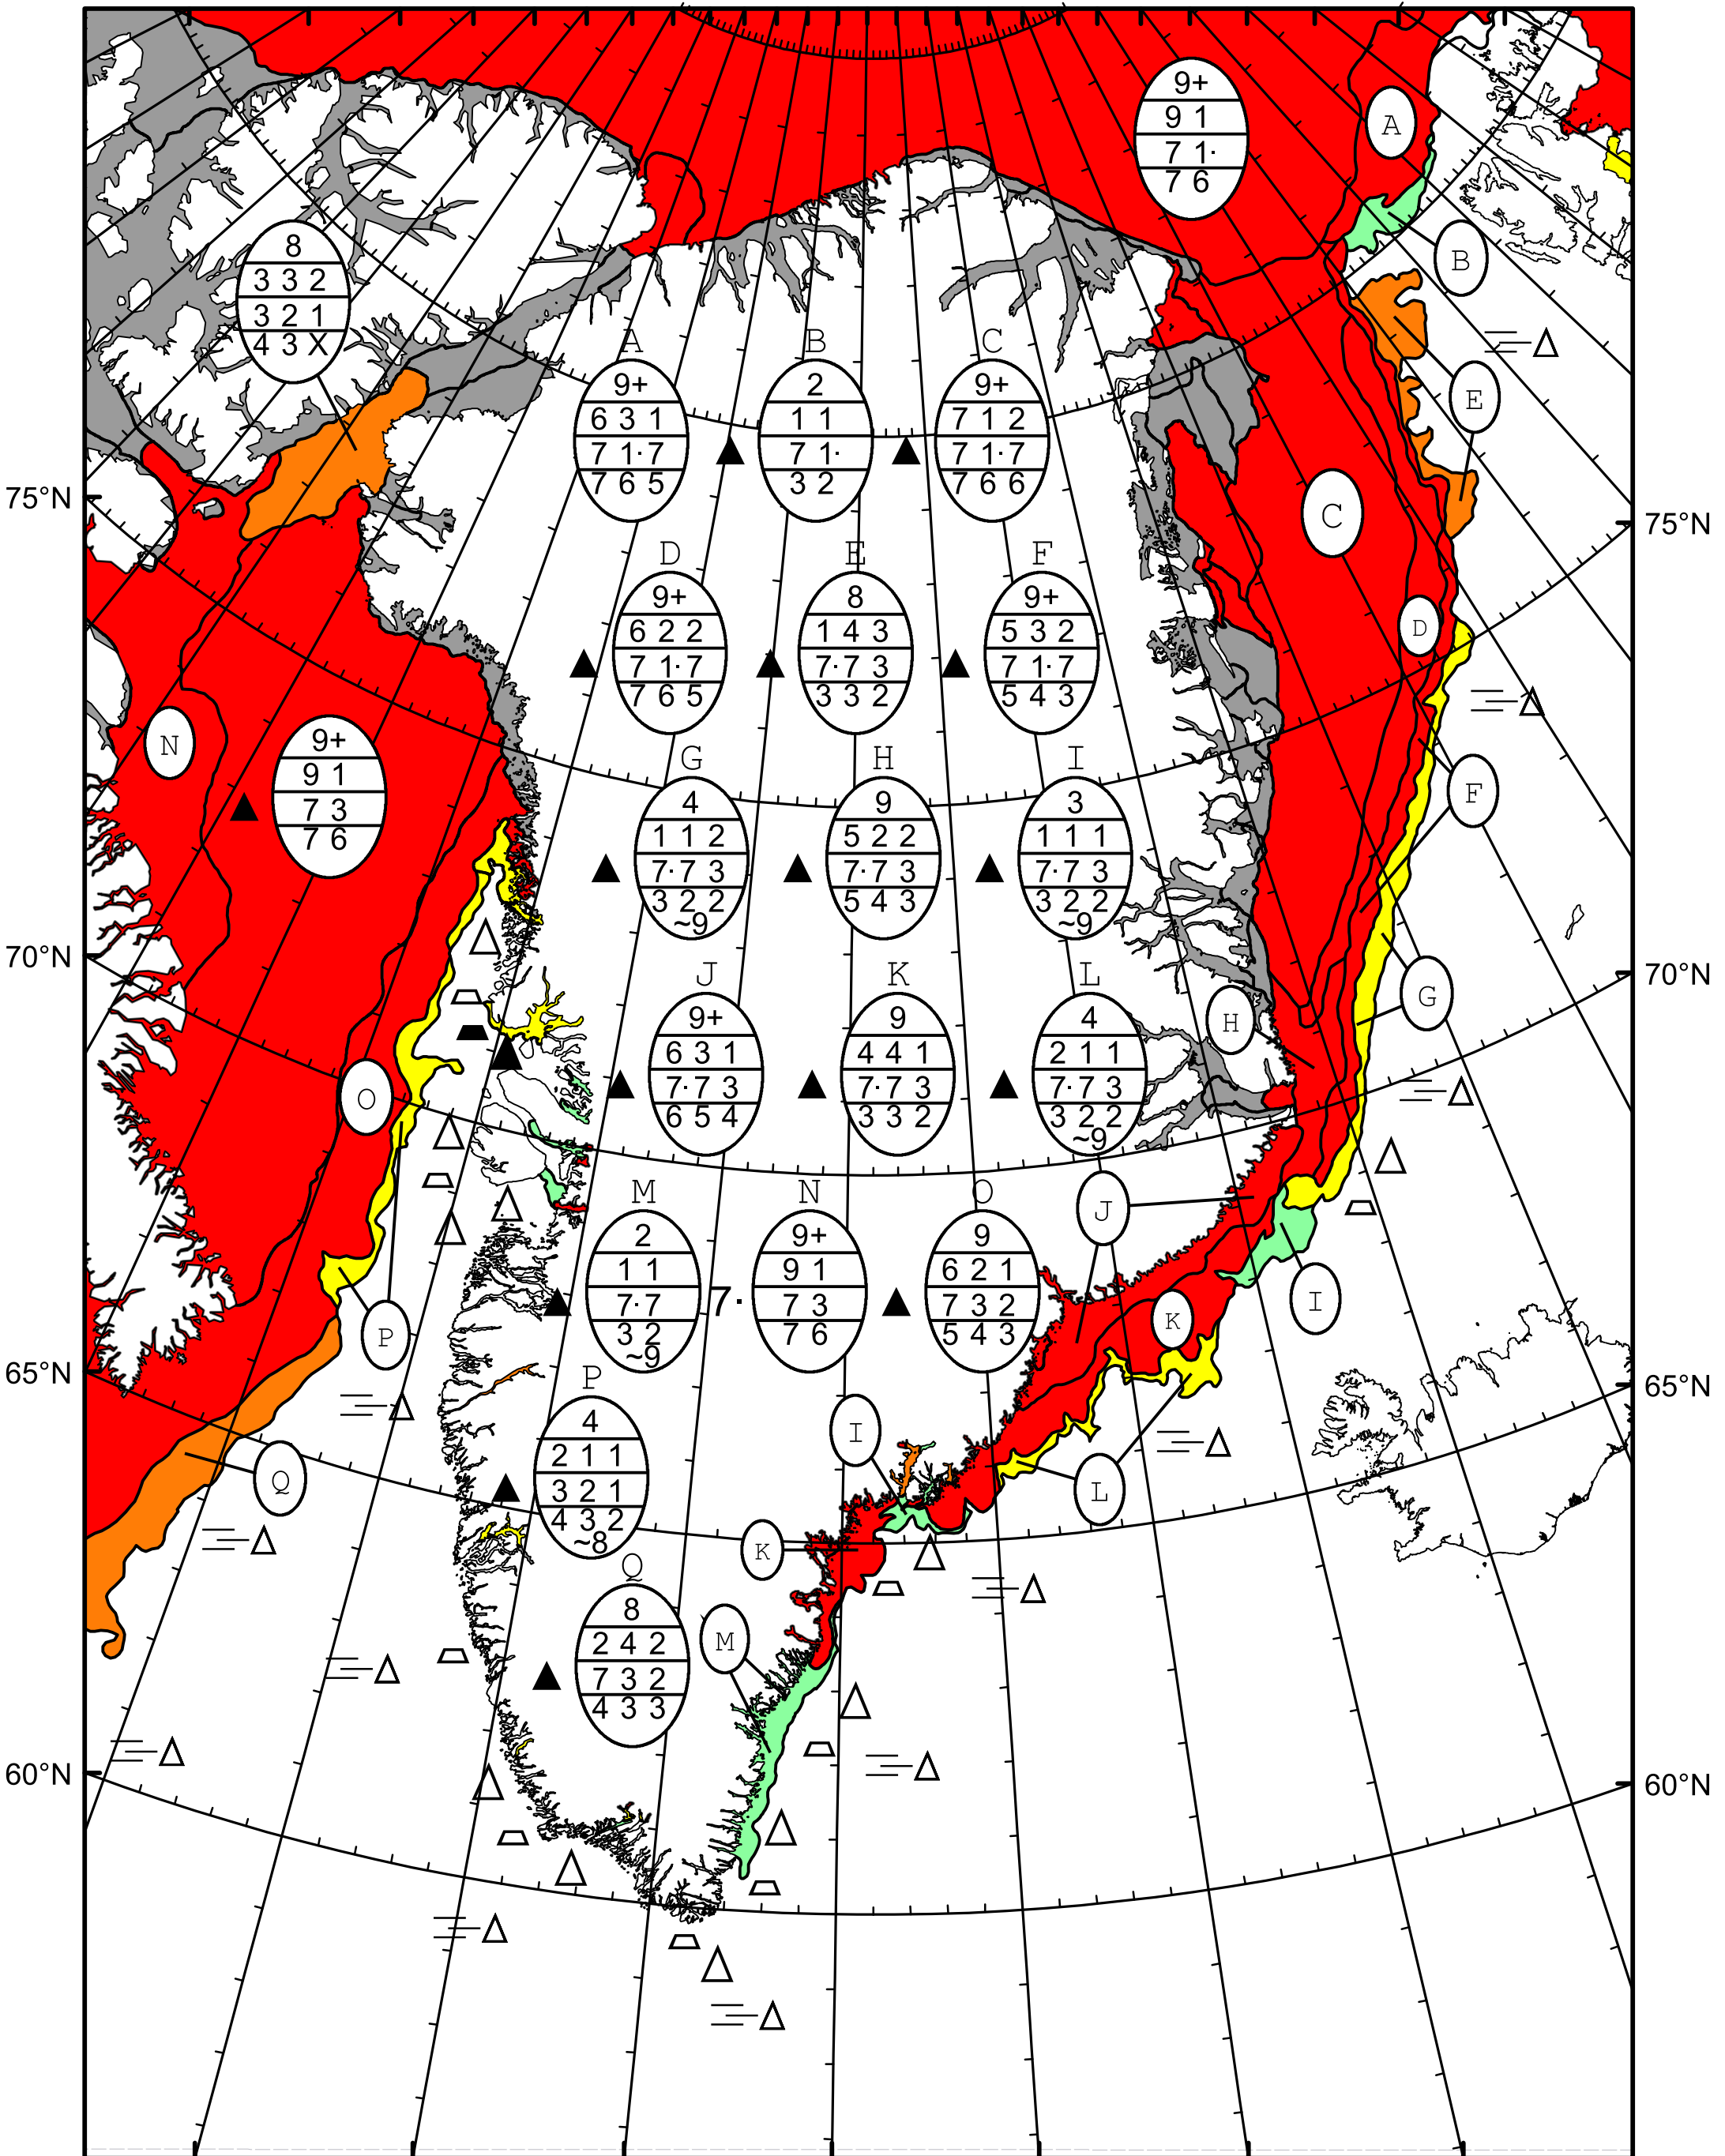 9+
9 1
7 1·
7 6
A
B
8
3 3 2
3 2 1
4 3 X
A B C
9+ 2 9+
6 3 1 1 1 7 1 2
7 1·7 7 1· 7 1·7
7 6 5 3 2 7 6 6
E
75°N C 75°N
D E F
9+ 8 9+
6 2 2 1 4 3 5 3 2
7 1·7 7·7 3 7 1·7
7 6 5 3 3 2 5 4 3
D
N
9+
9 1
7 3
7 6
G H I
4 9 3
1 1 2 5 2 2 1 1 1
7·7 3 7·7 3 7·7 3
3 2 2 5 4 3 3 2 2
~9 ~9
F
70°N 70°N
G
H
J K L
9+ 9 4
6 3 1 4 4 1 2 1 1
7·7 3 7·7 3 7·7 3
6 5 4 3 3 2 3 2 2
~9
O
J
M N O
2 9+ 9
1 1 9 1 6 2 1
7·7 7· 7 3 7 3 2
3 2 7 6 5 4 3
~9
I
K
P
65°N 65°N
P
4
2 1 1
3 2 1
4 3 2
~8
I
Q
L
K
Q
8
2 4 2
7 3 2
4 3 3
M
60°N 60°N